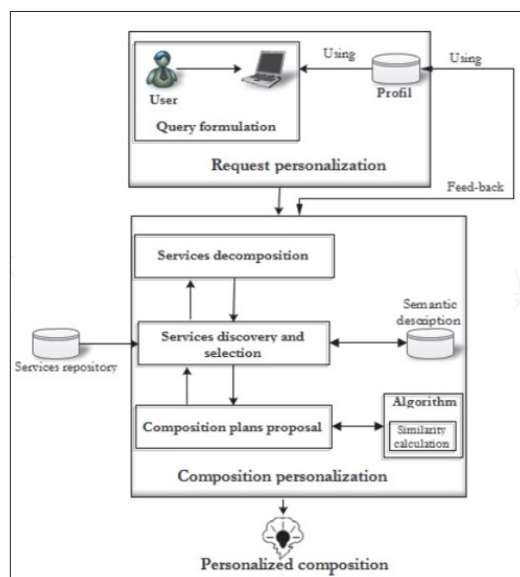 Using
Using
User
Profil
Query formulation
Request personalization
Feed-back
Services decomposition
Semantic
description
Services discovery and
selection
Services repository
Algorithm
Composition plans proposal
Similarity
calculation
Composition personalization
Personalized composition